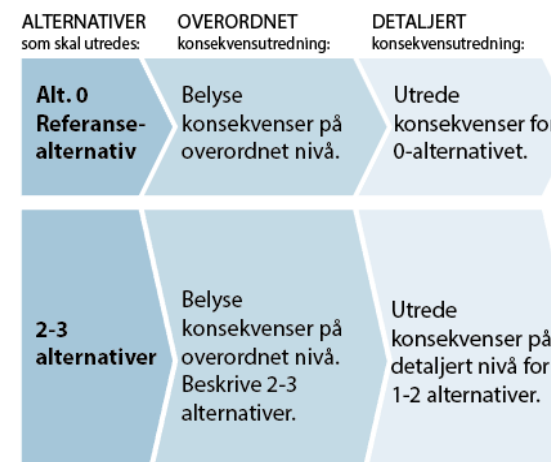 ALTERNATIVER
som skal utredes:
OVERORDNET
konsekvensutredning:
DETALJERT
konsekvensutredning:
Alt. 0
Referanse-
alternativ
Belyse
konsekvenser på
overordnet nivå.
Utrede
konsekvenser for
0-alternativet.
2-3
alternativer
Belyse
konsekvenser på
overordnet nivå.
Beskrive 2-3
alternativer.
Utrede
konsekvenser på
detaljert nivå for
1-2 alternativer.